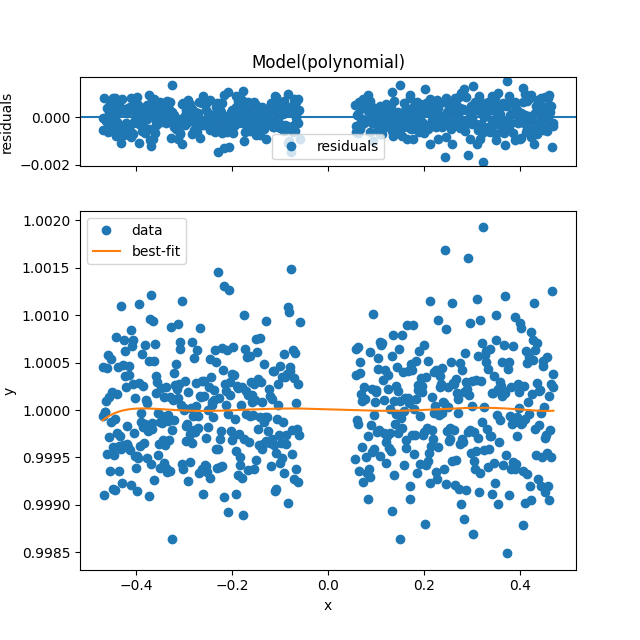 Model(polynomial)
residuals
0.000
−0.002
residuals
1.0020
1.0015
1.0010
1.0005
1.0000
0.9995
0.9990
0.9985
y
data
best-fit
−0.4
−0.2
0.0
0.2
0.4
x